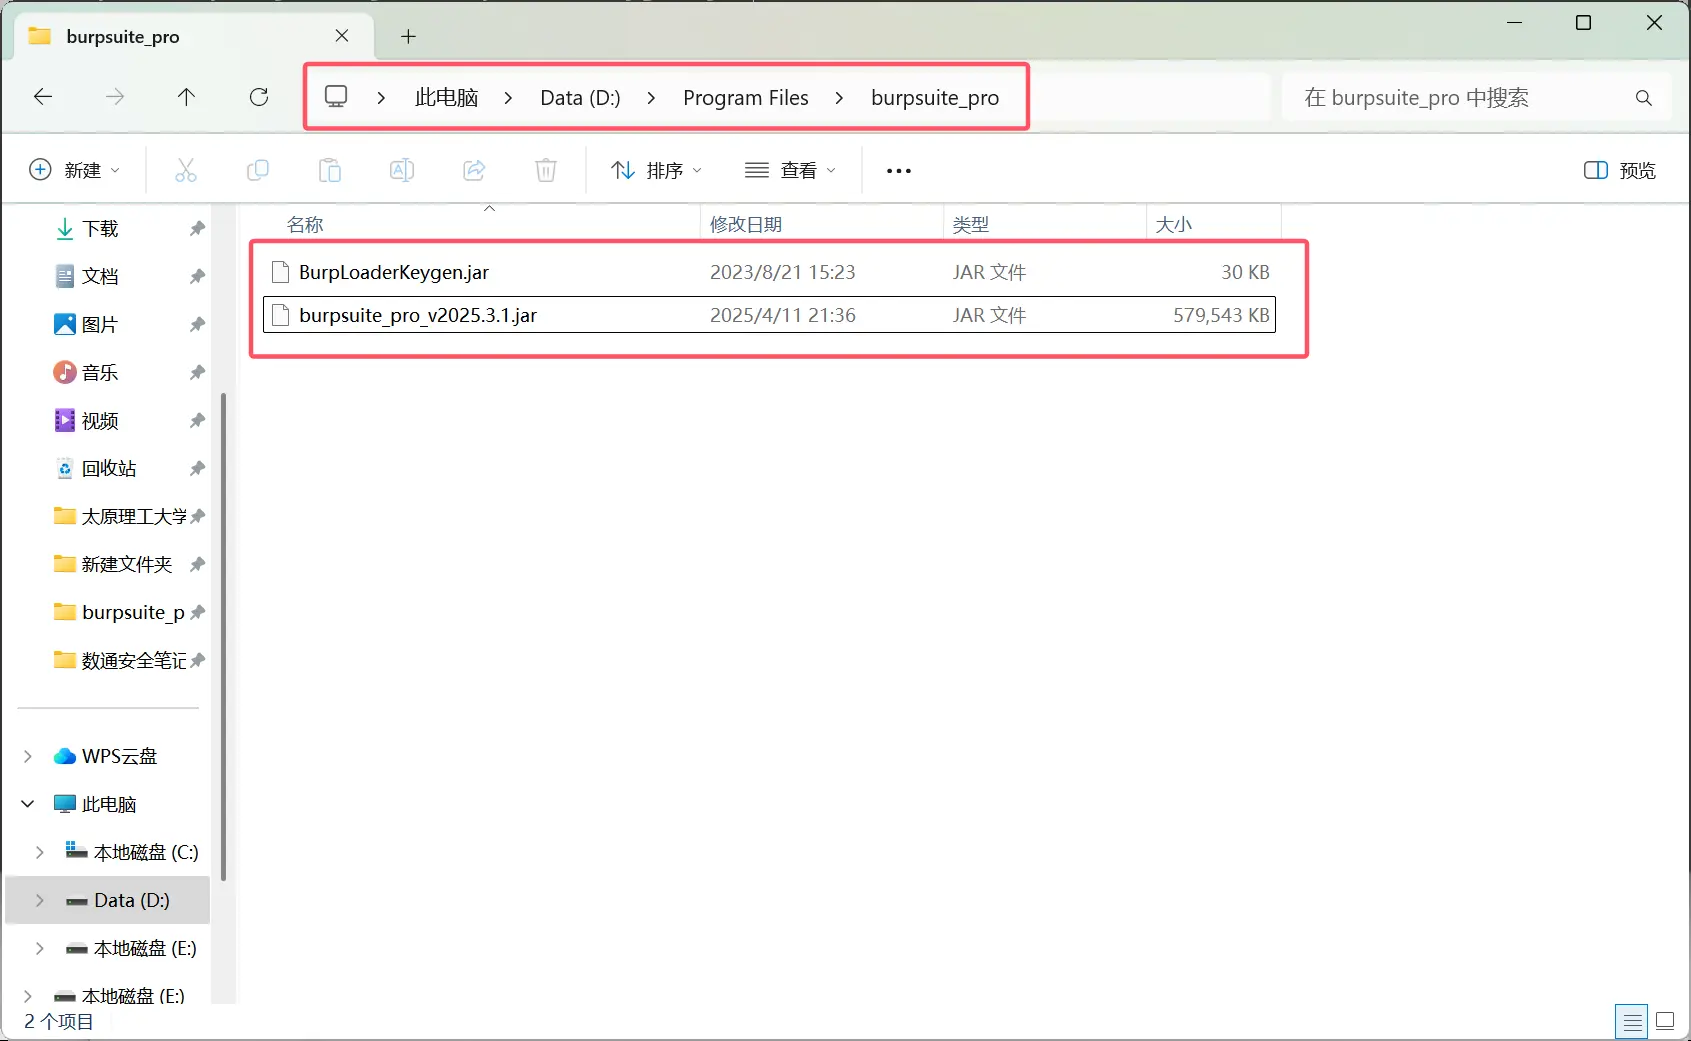 burpsuite_pro
此电脑 Data (D:) Program Files burpsuite_pro
在 burpsuite_pro 中搜索
新建 排序 查看 ... 预览
名称 修改日期 类型 大小
BurpLoaderKeygen.jar 2023/8/21 15:23 JAR 文件 30 KB
burpsuite_pro_v2025.3.1.jar 2025/4/11 21:36 JAR 文件 579,543 KB
下载
文档
图片
音乐
视频
回收站
太原理工大学
新建文件夹
burpsuite_p
数通安全笔记
WPS云盘
此电脑
本地磁盘 (C:)
Data (D:)
本地磁盘 (E:)
本地磁盘 (E:)
2 个项目